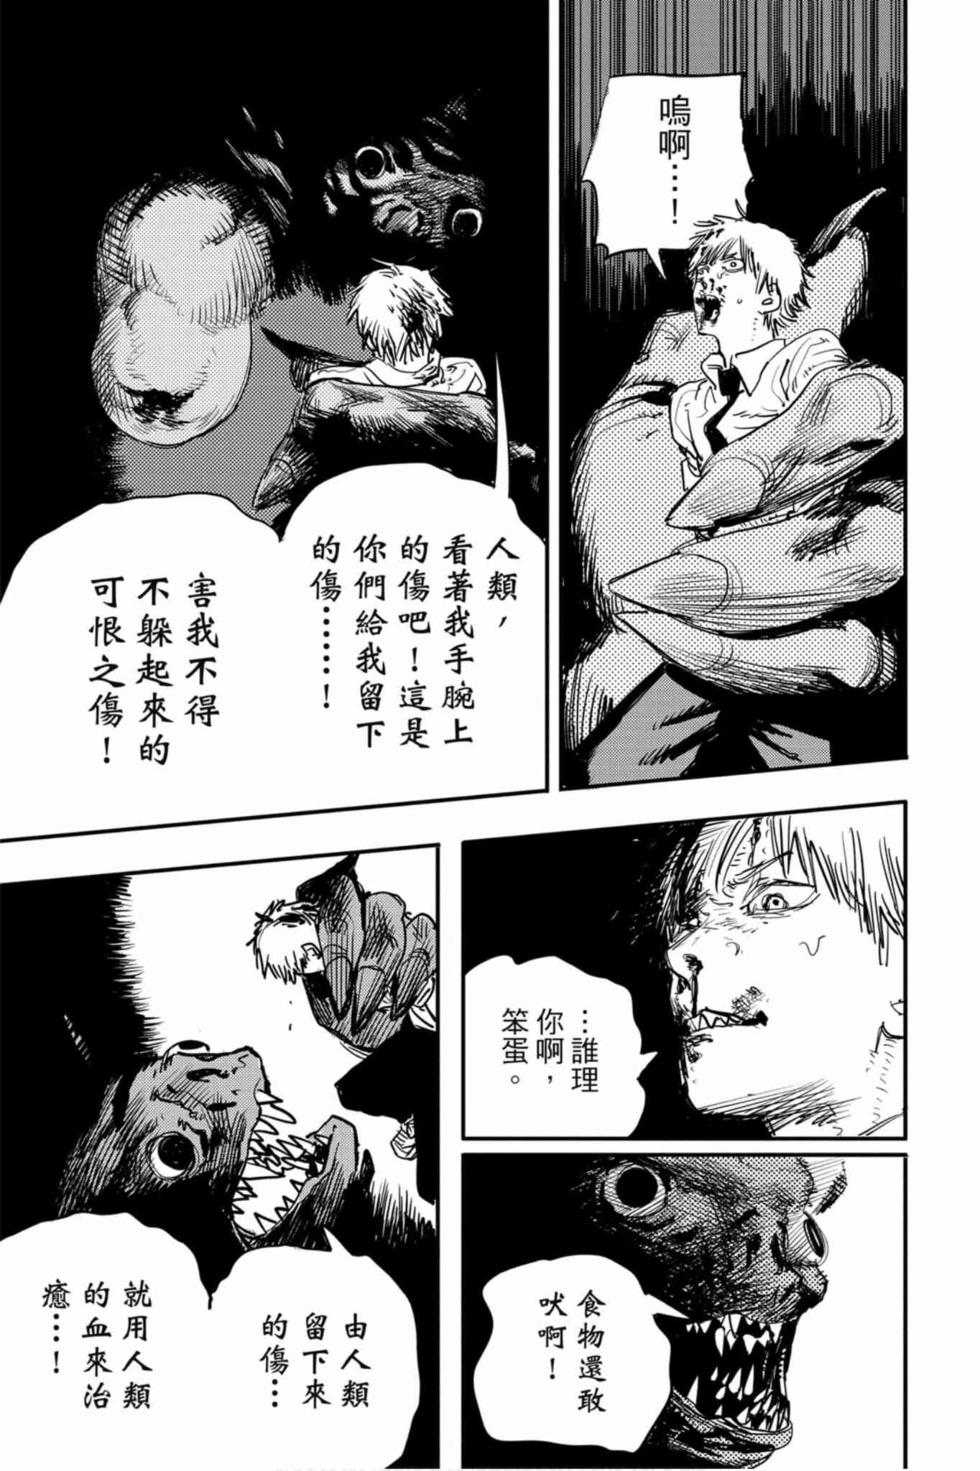 嗚啊…！
人類，
看著我手腕上
的傷吧！這是
你們給我留下
的傷……！
害我不得
不躲起來的
可恨之傷！
…誰理
你啊，
笨蛋。
食物還敢
吠啊！
由人類
留下來
的傷…
就用人類
的血來治
癒…！